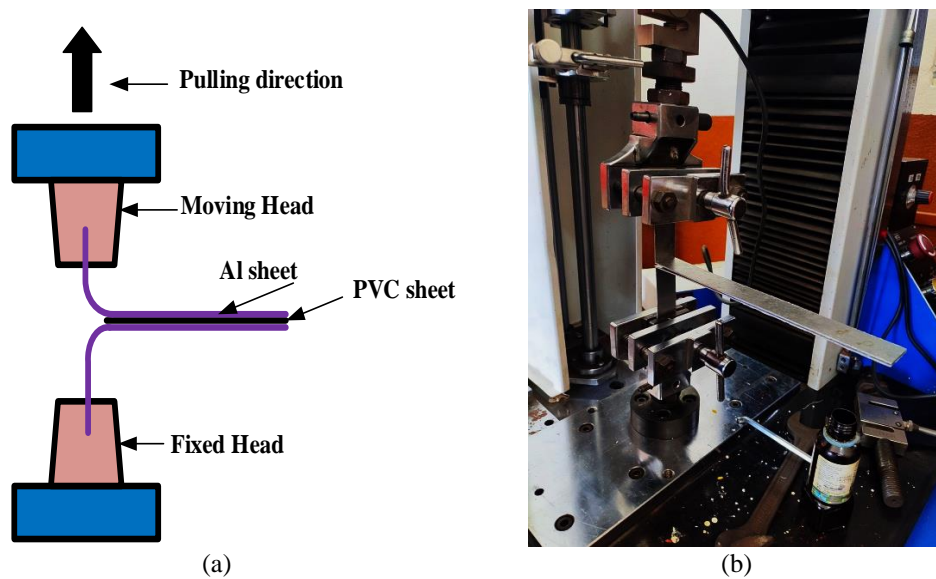 Pulling direction
Moving Head
Al sheet
PVC sheet
Fixed Head
(a)
(b)